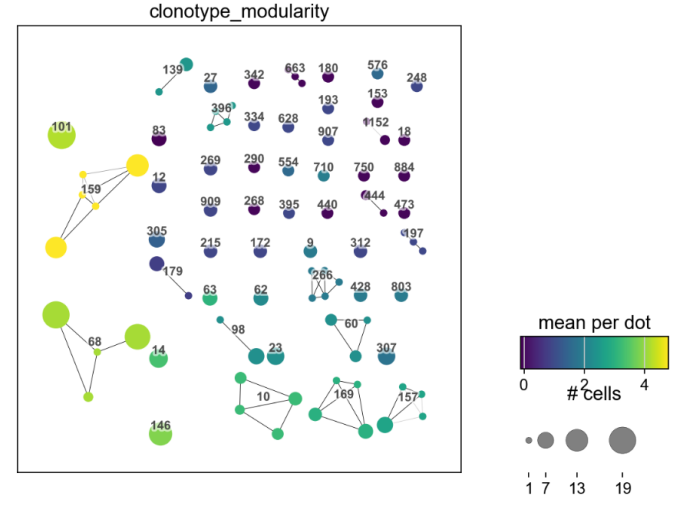 clonotype_modularity
139 27 342 663 180 576 248
396 334 628 193 153
101 83 907 1152 18
159 12 269 290 554 710 750 884
909 268 395 440 444 473
305 215 172 9 312 197
179 63 62 266 428 803
68 14 98 23 60 307
10 169 157
146
mean per dot
0 2 4
# cells
1 7 13 19